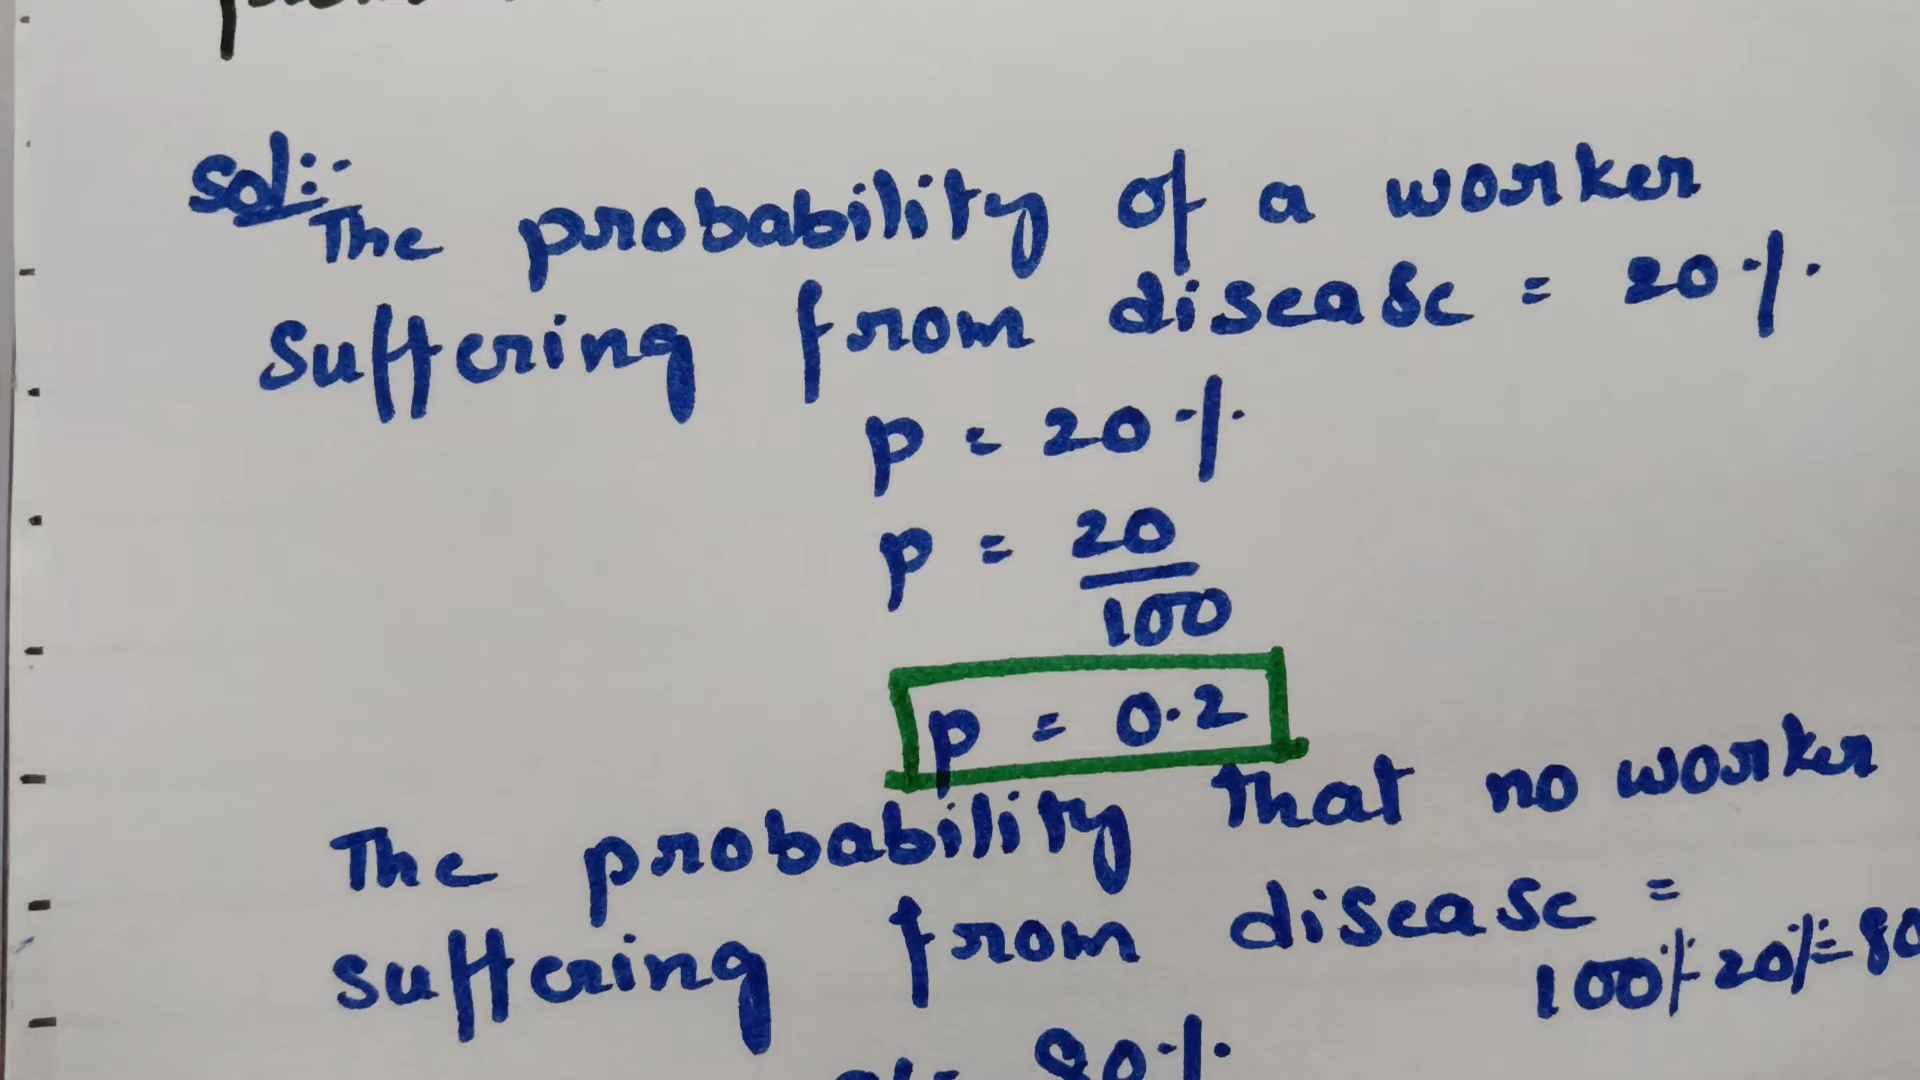 Sol:-
The probability of a worker
suffering from disease = 20%
p = 20%
p = 20
100
p = 0.2
The probability that no worker
suffering from disease =
100%-20%=80
80%